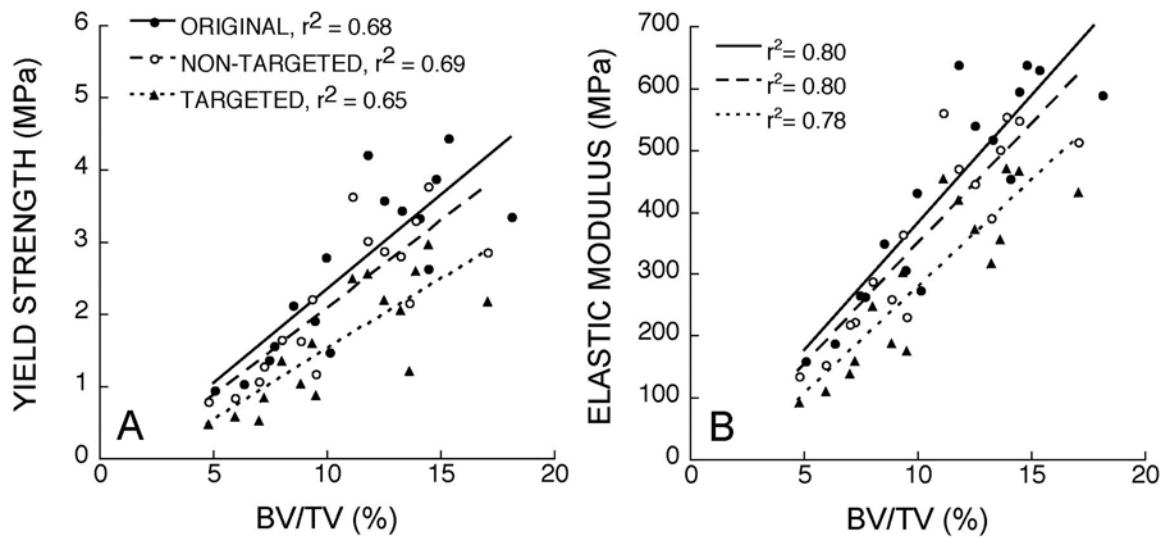 YIELD STRENGTH (MPa)
6
5
4
3
2
1
0
ORIGINAL, r² = 0.68
NON-TARGETED, r² = 0.69
TARGETED, r² = 0.65
A
0 5 10 15 20
BV/TV (%)
ELASTIC MODULUS (MPa)
700
600
500
400
300
200
100
0
r²= 0.80
r²= 0.80
r²= 0.78
B
0 5 10 15 20
BV/TV (%)